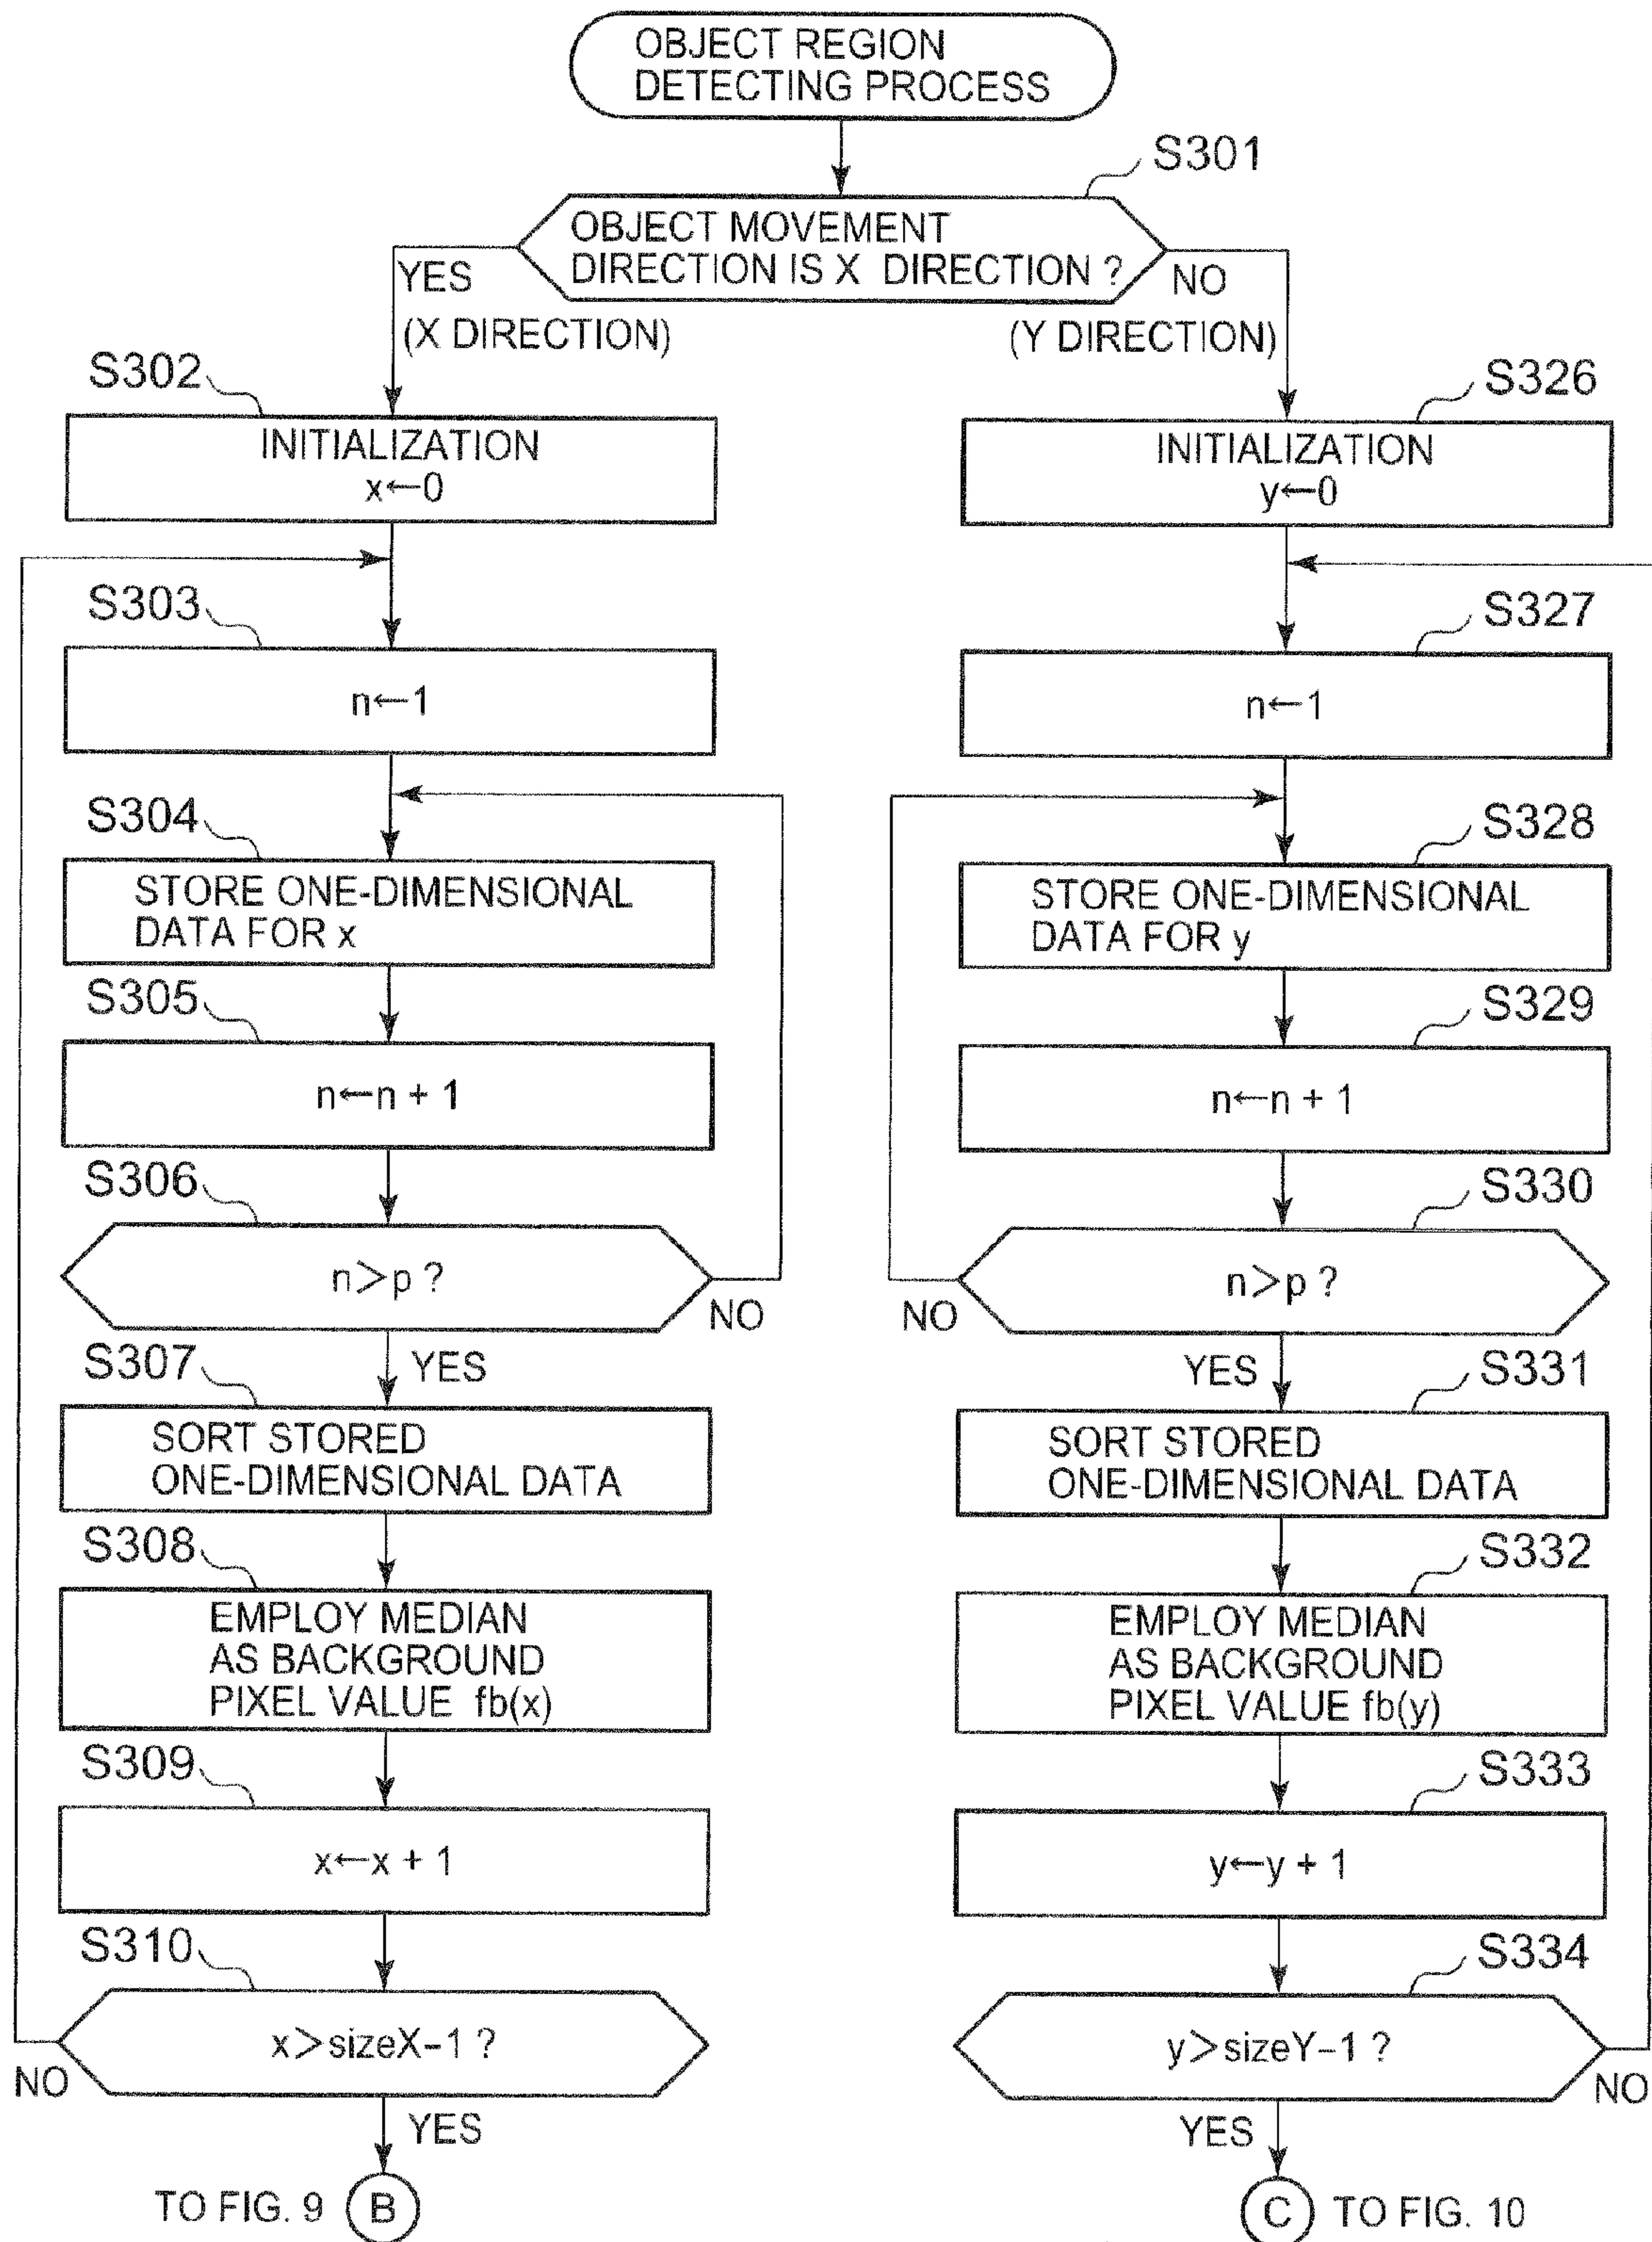 OBJECT REGION
DETECTING PROCESS
S301
OBJECT MOVEMENT
DIRECTION IS X DIRECTION ?
YES
(X DIRECTION)
NO
(Y DIRECTION)
S302
INITIALIZATION
x←0
S303
n←1
S304
STORE ONE-DIMENSIONAL
DATA FOR x
S305
n←n + 1
S306
n>p ?
NO
YES
S307
SORT STORED
ONE-DIMENSIONAL DATA
S308
EMPLOY MEDIAN
AS BACKGROUND
PIXEL VALUE fb(x)
S309
x←x + 1
S310
x>sizeX-1 ?
NO
YES
TO FIG. 9 B
S326
INITIALIZATION
y←0
S327
n←1
S328
STORE ONE-DIMENSIONAL
DATA FOR y
S329
n←n + 1
S330
n>p ?
NO
YES
S331
SORT STORED
ONE-DIMENSIONAL DATA
S332
EMPLOY MEDIAN
AS BACKGROUND
PIXEL VALUE fb(y)
S333
y←y + 1
S334
y>sizeY-1 ?
NO
YES
C TO FIG. 10